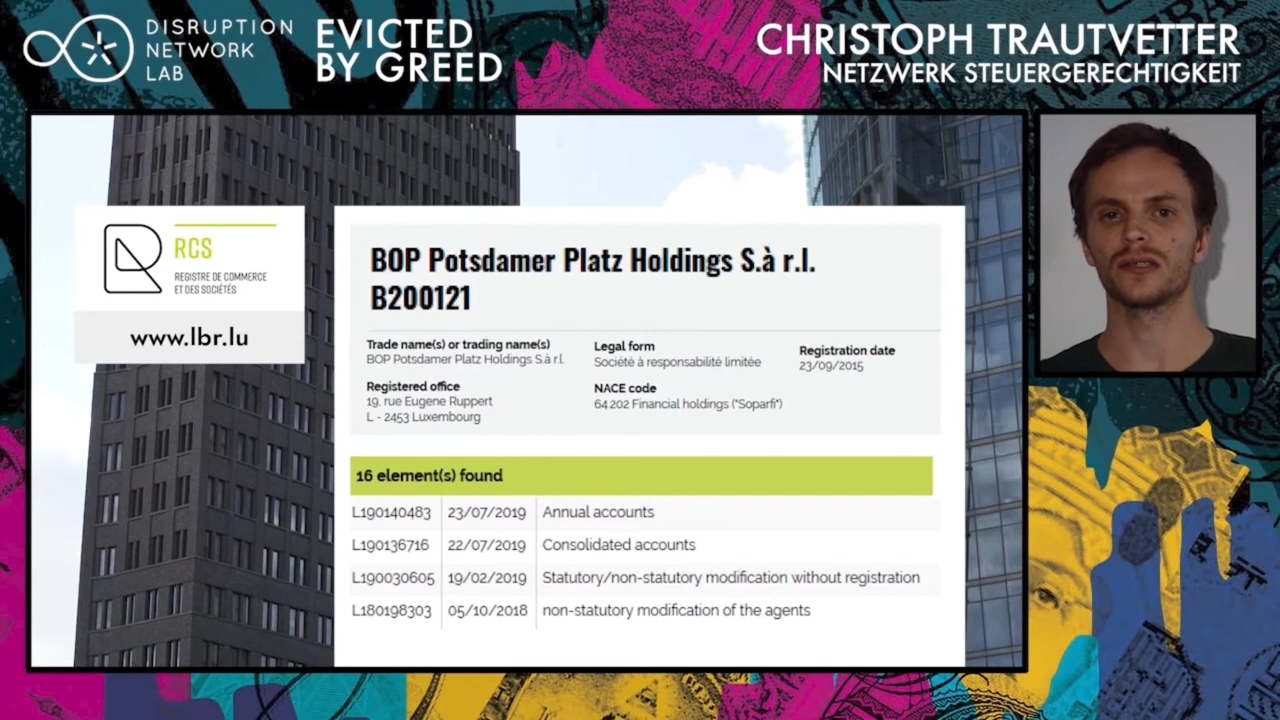 DISRUPTION
NETWORK
LAB
EVICTED
BY GREED
CHRISTOPH TRAUTVETTER
NETZWERK STEUERGERECHTIGKEIT
RCS
REGISTRE DE COMMERCE
ET DES SOCIÉTÉS
www.lbr.lu
BOP Potsdamer Platz Holdings S.à r.l.
B200121
Trade name(s) or trading name(s)
BOP Potsdamer Platz Holdings S.à r.l.
Legal form
Société à responsabilité limitée
Registration date
23/09/2015
Registered office
19, rue Eugene Ruppert
L - 2453 Luxembourg
NACE code
64.202 Financial holdings ("Soparfi")
16 element(s) found
L190140483 23/07/2019 Annual accounts
L190136716 22/07/2019 Consolidated accounts
L190030605 19/02/2019 Statutory/non-statutory modification without registration
L180198303 05/10/2018 non-statutory modification of the agents